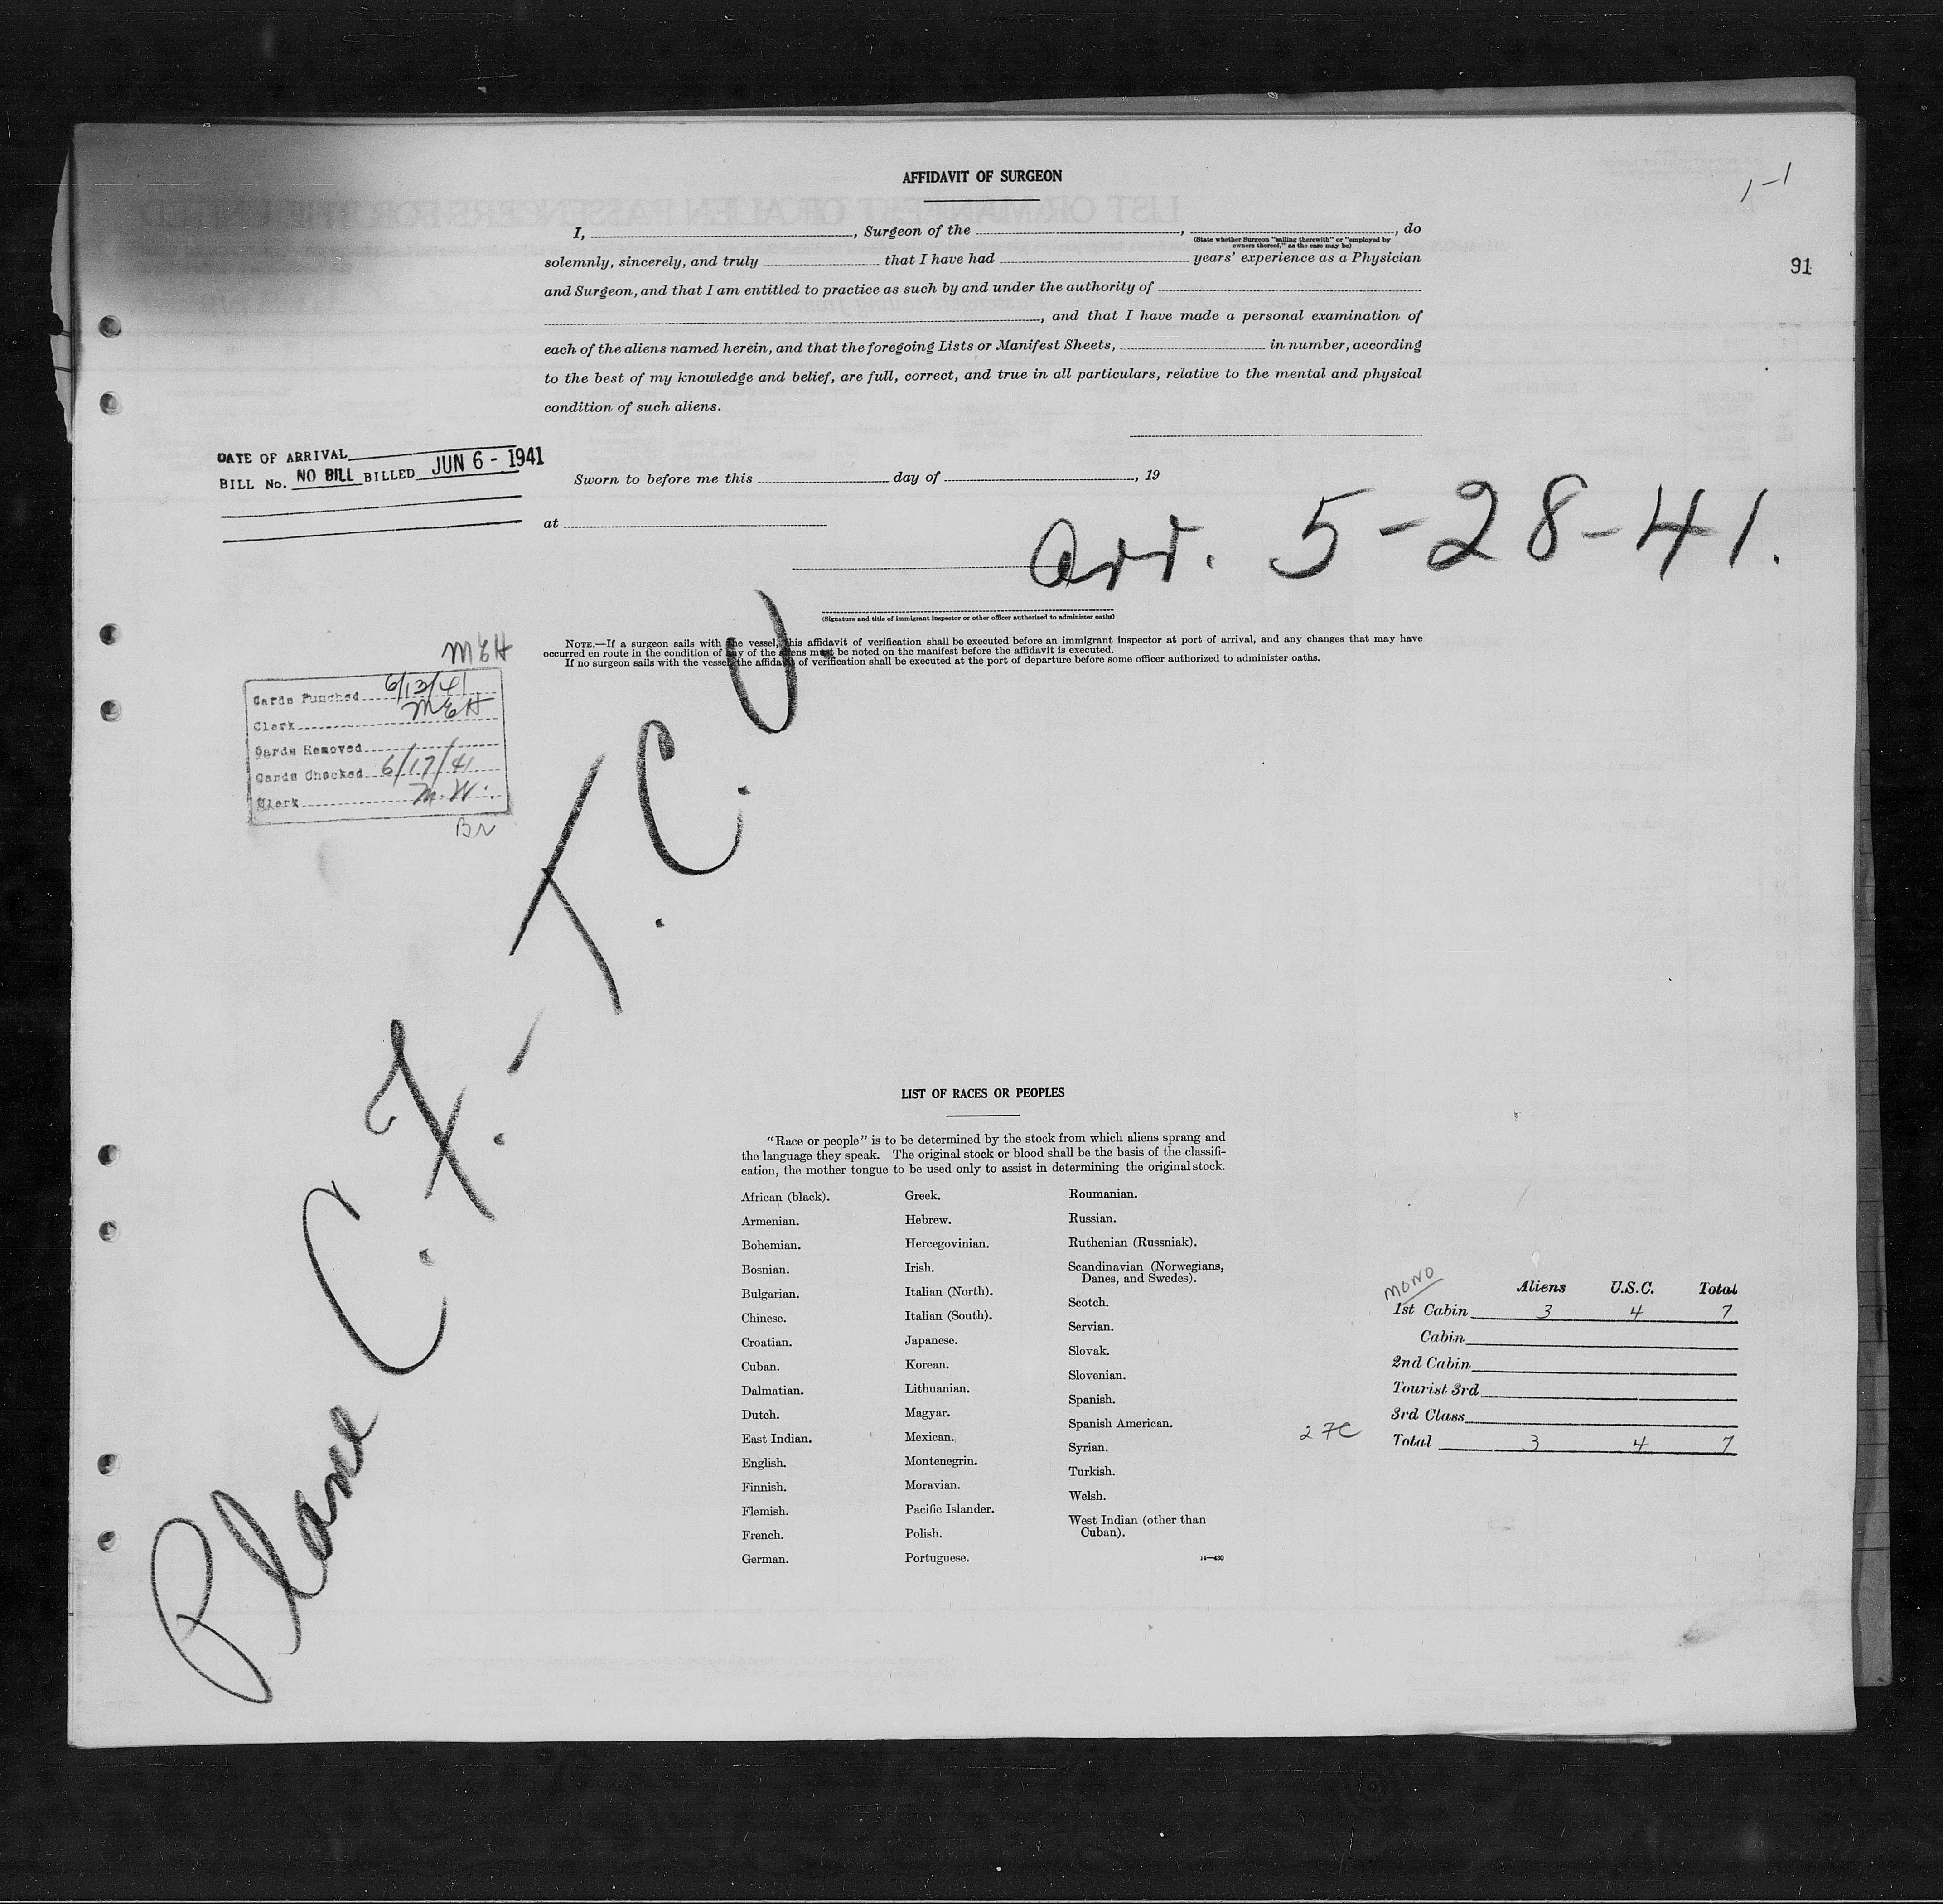 AFFIDAVIT OF SURGEON
1-1
I, , Surgeon of the , , do
(State whether Surgeon "sailing therewith" or "employed by
owners thereof," as the case may be)
solemnly, sincerely, and truly that I have had years' experience as a Physician
91
and Surgeon, and that I am entitled to practice as such by and under the authority of
, and that I have made a personal examination of
each of the aliens named herein, and that the foregoing Lists or Manifest Sheets, in number, according
to the best of my knowledge and belief, are full, correct, and true in all particulars, relative to the mental and physical
condition of such aliens.
DATE OF ARRIVAL
BILL No. NO BILL BILLED JUN 6 - 1941
Sworn to before me this day of , 19
at
Arr. 5-28-41.
(Signature and title of immigrant inspector or other officer authorized to administer oaths)
NOTE.—If a surgeon sails with the vessel, this affidavit of verification shall be executed before an immigrant inspector at port of arrival, and any changes that may have
occurred en route in the condition of any of the aliens must be noted on the manifest before the affidavit is executed.
If no surgeon sails with the vessel the affidavit of verification shall be executed at the port of departure before some officer authorized to administer oaths.
MEH
Cards Punched 6/13/41
Clerk MEH
Cards Removed
Cards Checked 6/17/41
Clerk M.W.
Br
Plane C.F.-T.C.U
LIST OF RACES OR PEOPLES
"Race or people" is to be determined by the stock from which aliens sprang and
the language they speak. The original stock or blood shall be the basis of the classifi-
cation, the mother tongue to be used only to assist in determining the original stock.
African (black).
Armenian.
Bohemian.
Bosnian.
Bulgarian.
Chinese.
Croatian.
Cuban.
Dalmatian.
Dutch.
East Indian.
English.
Finnish.
Flemish.
French.
German.
Greek.
Hebrew.
Hercegovinian.
Irish.
Italian (North).
Italian (South).
Japanese.
Korean.
Lithuanian.
Magyar.
Mexican.
Montenegrin.
Moravian.
Pacific Islander.
Polish.
Portuguese.
Roumanian.
Russian.
Ruthenian (Russniak).
Scandinavian (Norwegians,
Danes, and Swedes).
Scotch.
Servian.
Slovak.
Slovenian.
Spanish.
Spanish American.
Syrian.
Turkish.
Welsh.
West Indian (other than
Cuban).
14—430
MONO
Aliens U.S.C. Total
1st Cabin 3 4 7
Cabin
2nd Cabin
Tourist 3rd
3rd Class
27C
Total 3 4 7